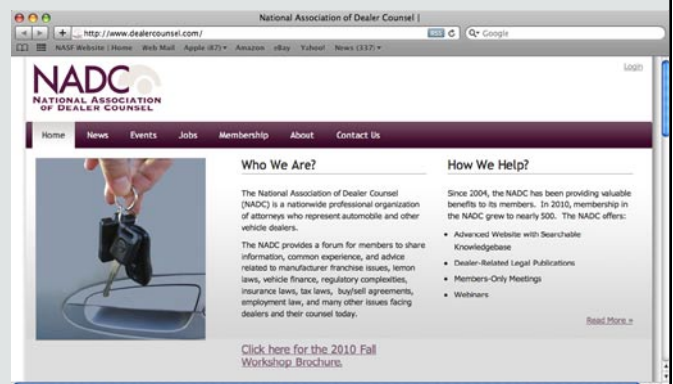 National Association of Dealer Counsel |
http://www.dealercounsel.com/
RSS
Google
NASF Website | Home Web Mail Apple (87) Amazon eBay Yahoo! News (337)
Login
NADC
NATIONAL ASSOCIATION
OF DEALER COUNSEL
Home News Events Jobs Membership About Contact Us
Who We Are?
The National Association of Dealer Counsel
(NADC) is a nationwide professional organization
of attorneys who represent automobile and other
vehicle dealers.
The NADC provides a forum for members to share
information, common experience, and advice
related to manufacturer franchise issues, lemon
laws, vehicle finance, regulatory complexities,
insurance laws, tax laws, buy/sell agreements,
employment law, and many other issues facing
dealers and their counsel today.
Click here for the 2010 Fall
Workshop Brochure.
How We Help?
Since 2004, the NADC has been providing valuable
benefits to its members. In 2010, membership in
the NADC grew to nearly 500. The NADC offers:
• Advanced Website with Searchable
Knowledgebase
• Dealer-Related Legal Publications
• Members-Only Meetings
• Webinars
Read More »